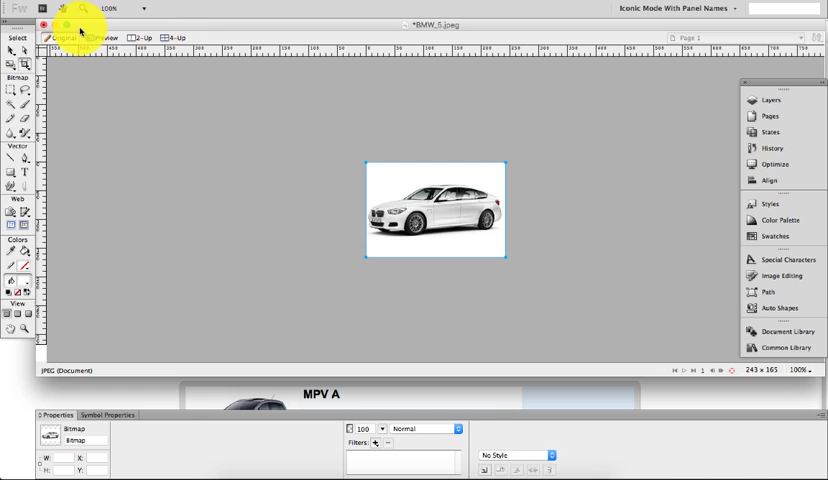 Fw
Br
100%
Iconic Mode With Panel Names
*BMW_5.jpeg
Select
Original
Preview
2-Up
4-Up
Page 1
Bitmap
Vector
T
Web
Colors
View
Layers
Pages
States
History
Optimize
Align
Styles
Color Palette
Swatches
Special Characters
Image Editing
Path
Auto Shapes
Document Library
Common Library
JPEG (Document)
1
243 x 165
100%
MPV A
Properties
Symbol Properties
Bitmap
Bitmap
W:
X:
H:
Y:
100
Normal
Filters:
No Style